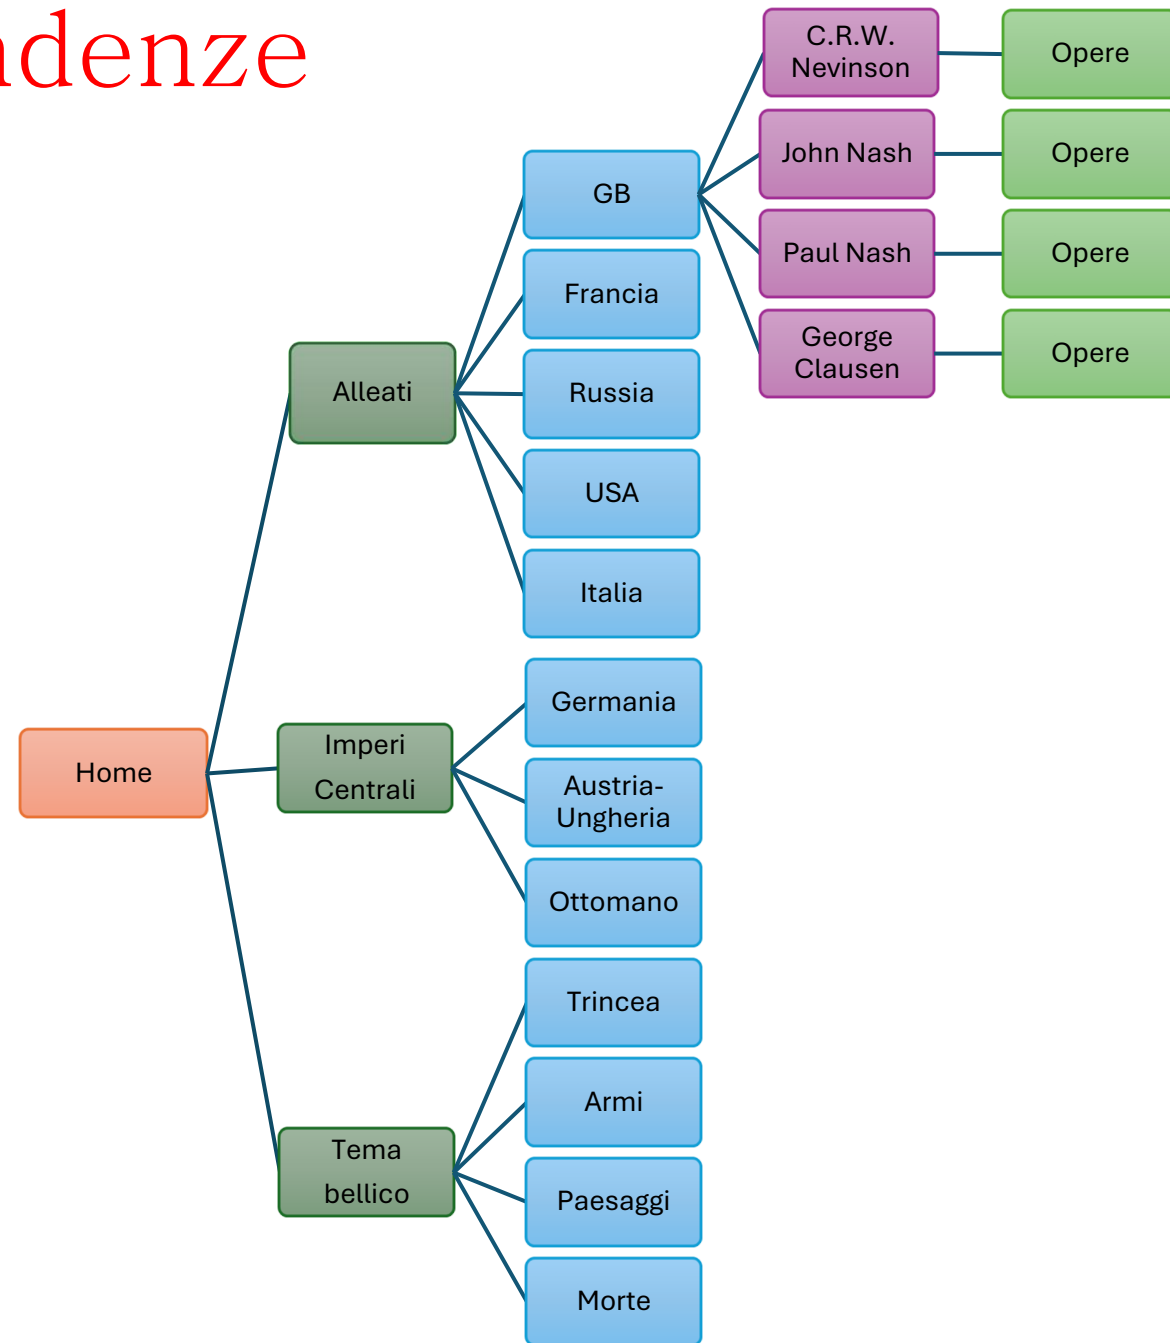 C.R.W.
Nevinson
Opere
John Nash
Opere
GB
Paul Nash
Opere
Francia
George
Clausen
Opere
Alleati
Russia
USA
Italia
Germania
Home
Imperi
Centrali
Austria-
Ungheria
Ottomano
Trincea
Armi
Tema
bellico
Paesaggi
Morte